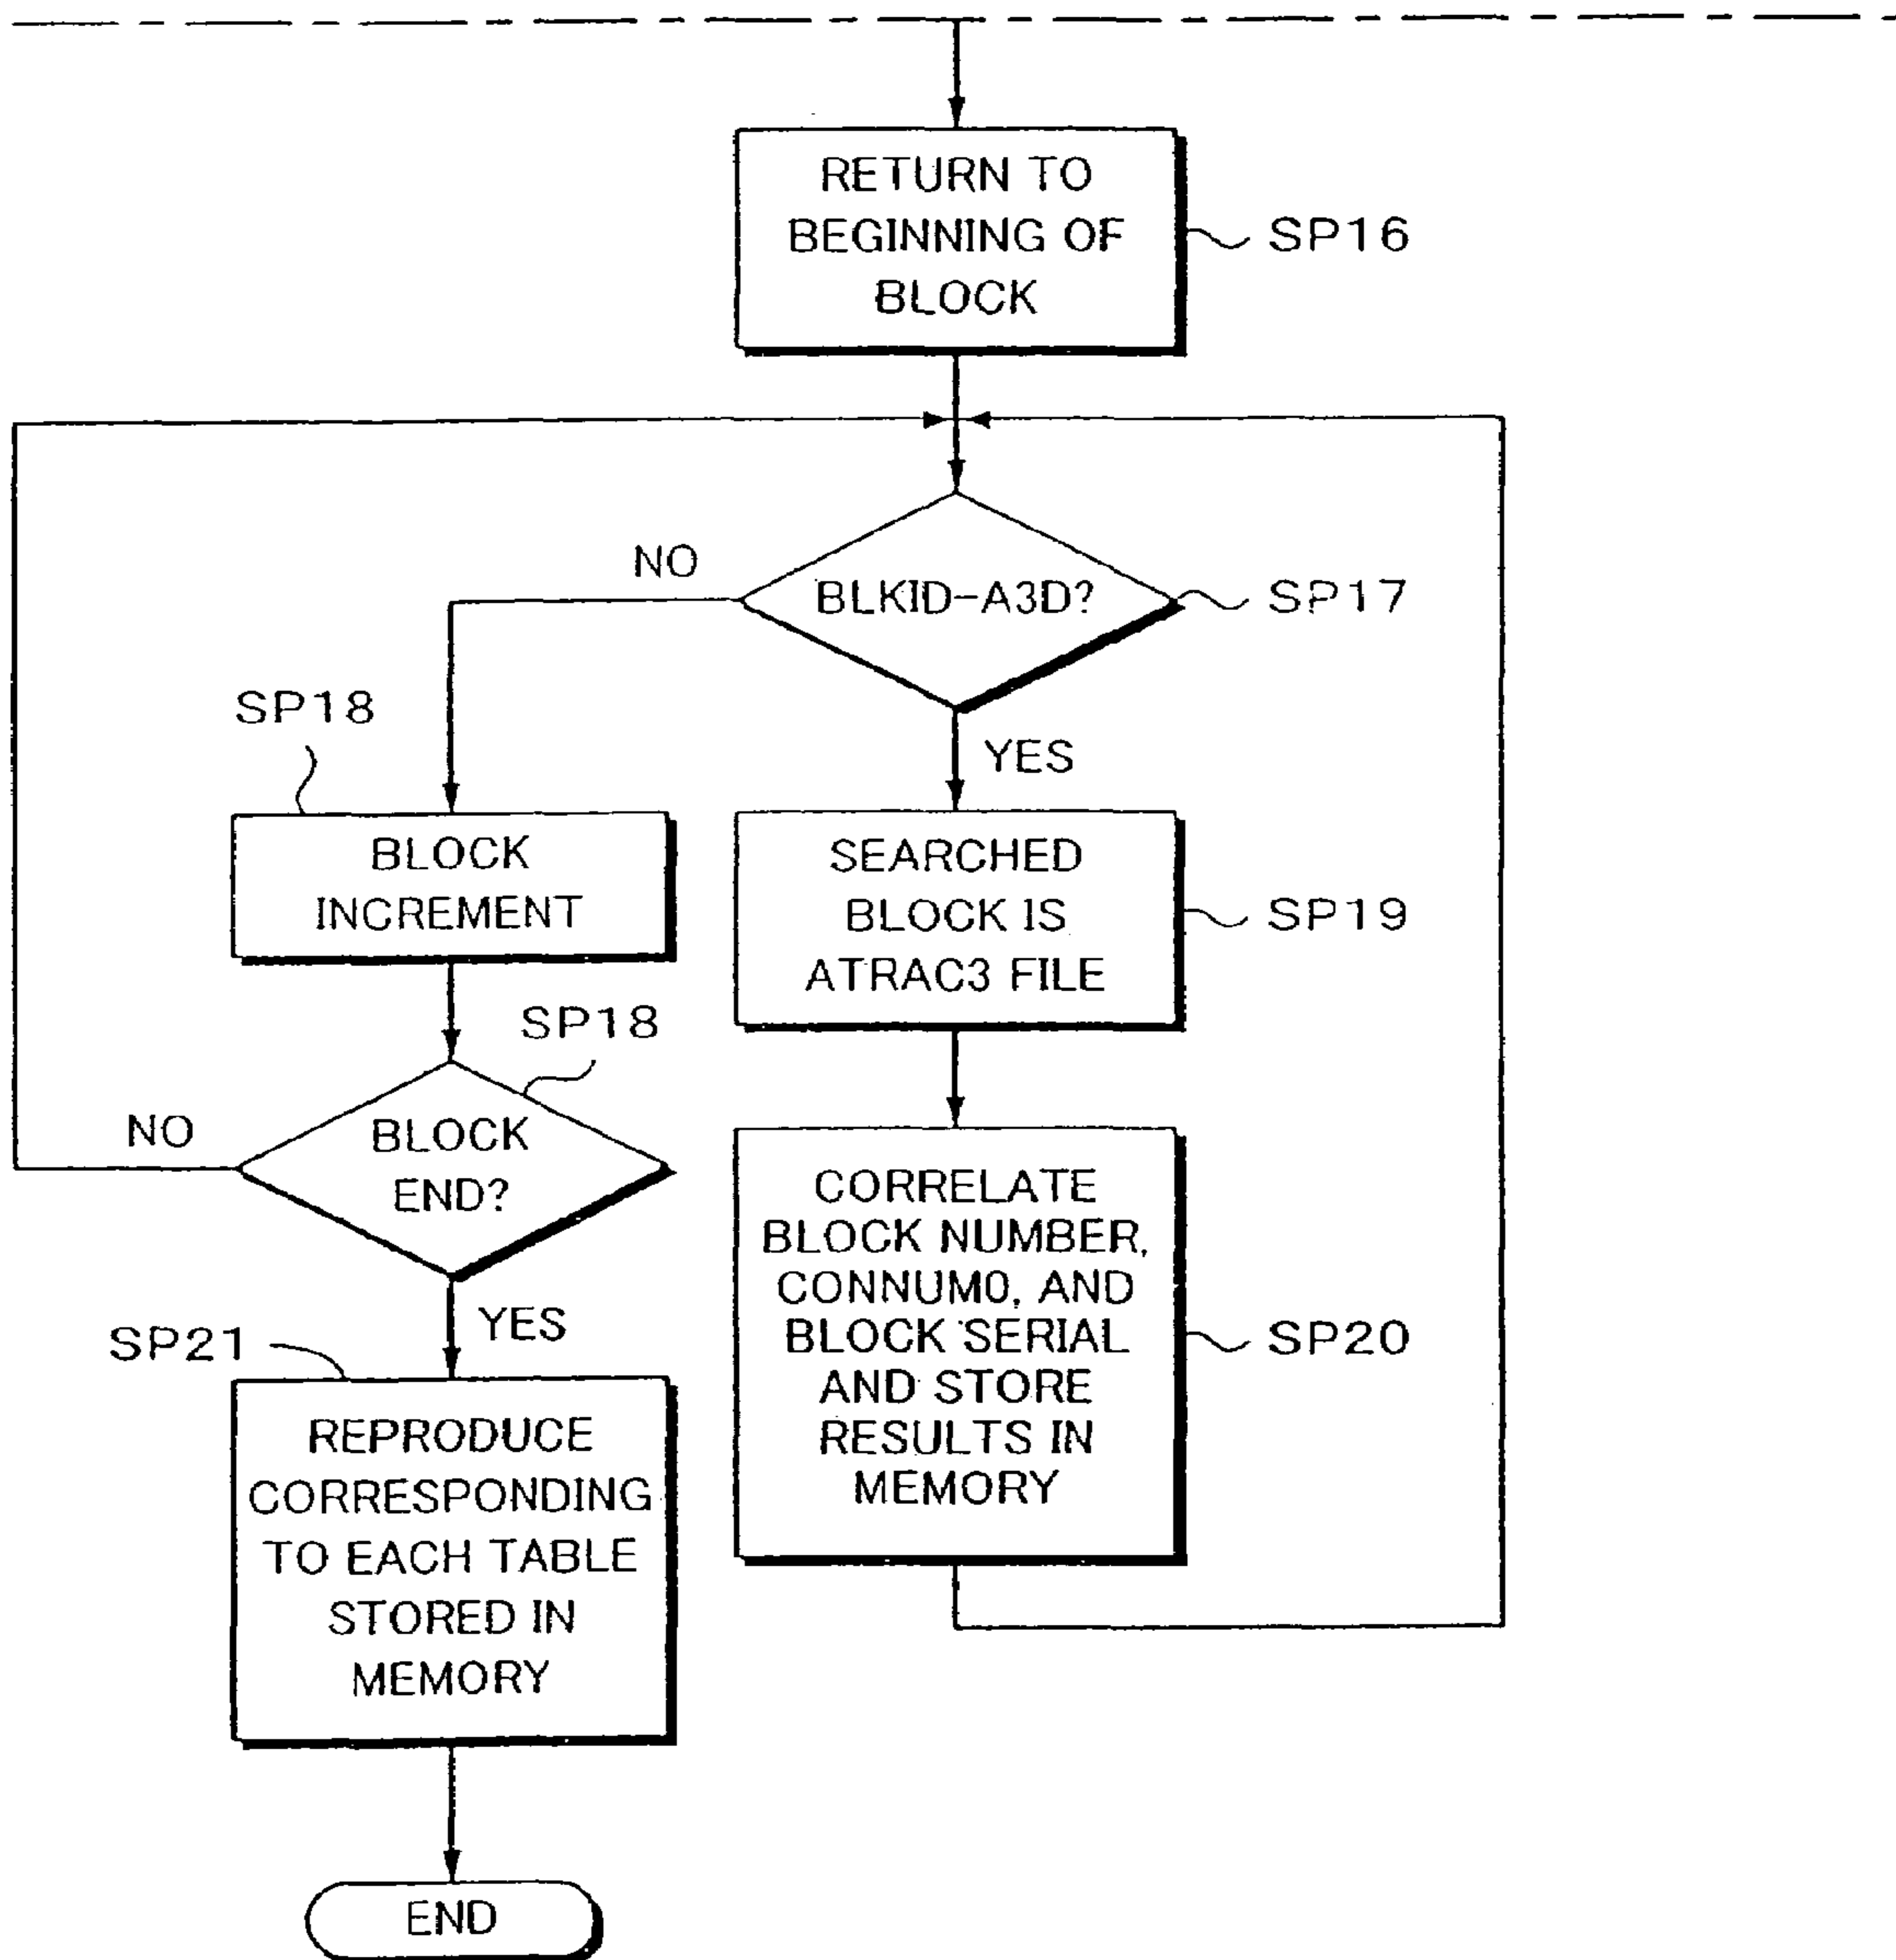 RETURN TO
BEGINNING OF
BLOCK
SP16
NO
BLKID-A3D?
SP17
SP18
YES
BLOCK
INCREMENT
SEARCHED
BLOCK IS
ATRAC3 FILE
SP19
SP18
NO
BLOCK
END?
CORRELATE
BLOCK NUMBER,
CONNUM0, AND
BLOCK SERIAL
AND STORE
RESULTS IN
MEMORY
SP20
YES
SP21
REPRODUCE
CORRESPONDING
TO EACH TABLE
STORED IN
MEMORY
END